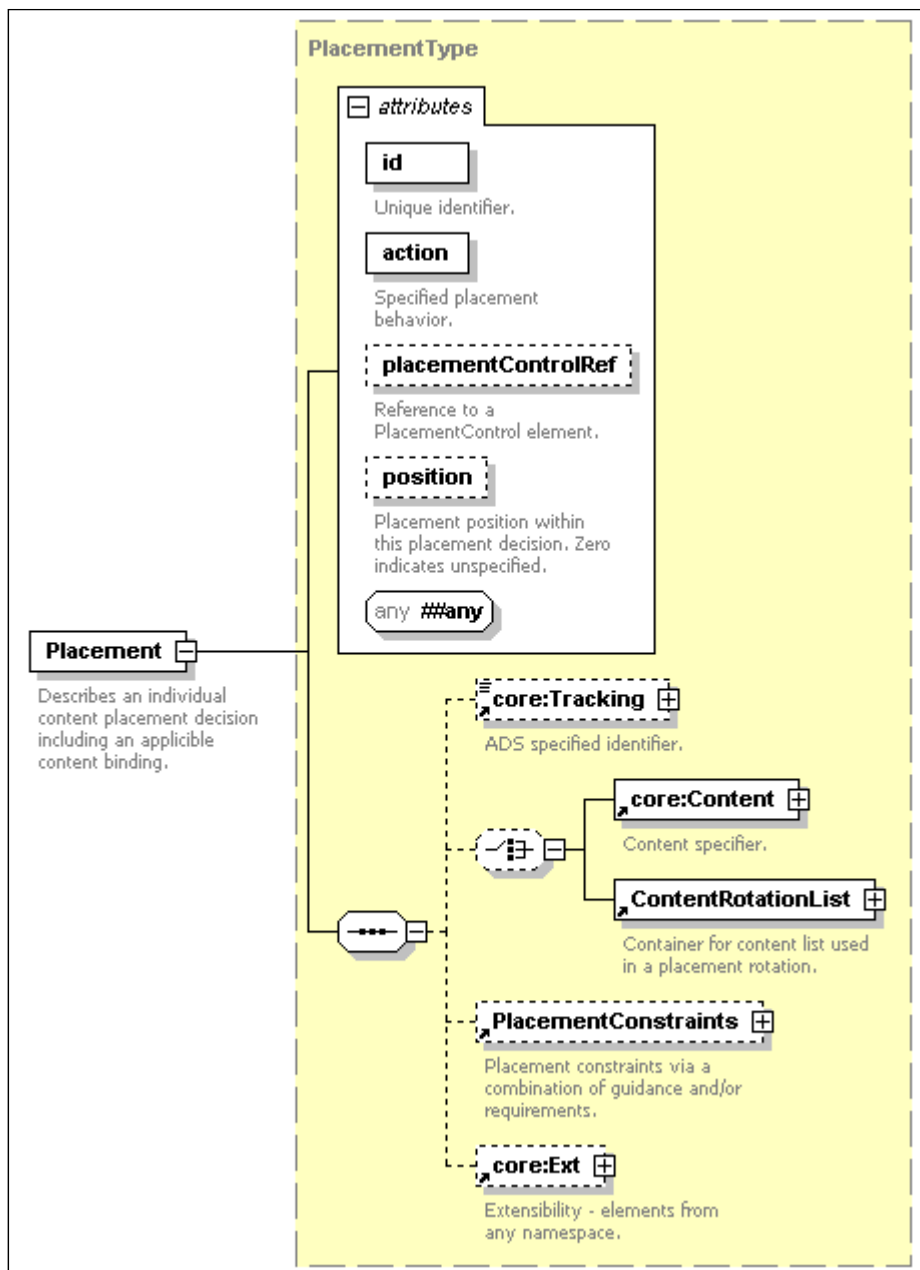 PlacementType
attributes
id
Unique identifier.
action
Specified placement
behavior.
placementControlRef
Reference to a
PlacementControl element.
position
Placement position within
this placement decision. Zero
indicates unspecified.
any ##any
Placement
Describes an individual
content placement decision
including an applicible
content binding.
core:Tracking
ADS specified identifier.
core:Content
Content specifier.
ContentRotationList
Container for content list used
in a placement rotation.
PlacementConstraints
Placement constraints via a
combination of guidance and/or
requirements.
core:Ext
Extensibility - elements from
any namespace.